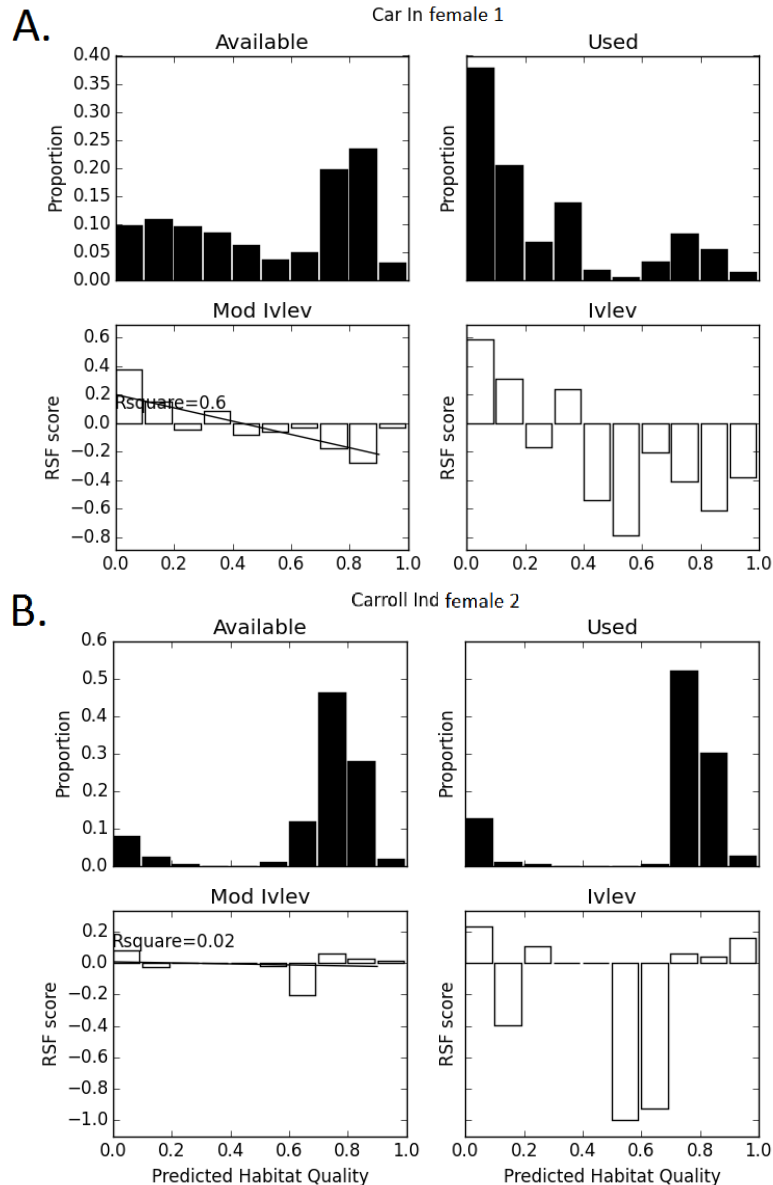 A.
Car In female 1
Available
Used
0.40
0.35
0.30
0.25
0.20
0.15
0.10
0.05
0.00
Proportion
Proportion
Mod Ivlev
Ivlev
0.6
0.4
0.2
0.0
−0.2
−0.4
−0.6
−0.8
RSF score
Rsquare=0.6
RSF score
0.0 0.2 0.4 0.6 0.8 1.0
0.0 0.2 0.4 0.6 0.8 1.0
B.
Carroll Ind female 2
Available
Used
0.6
0.5
0.4
0.3
0.2
0.1
0.0
Proportion
Proportion
Mod Ivlev
Ivlev
0.2
0.0
−0.2
−0.4
−0.6
−0.8
−1.0
RSF score
Rsquare=0.02
RSF score
0.0 0.2 0.4 0.6 0.8 1.0
0.0 0.2 0.4 0.6 0.8 1.0
Predicted Habitat Quality
Predicted Habitat Quality